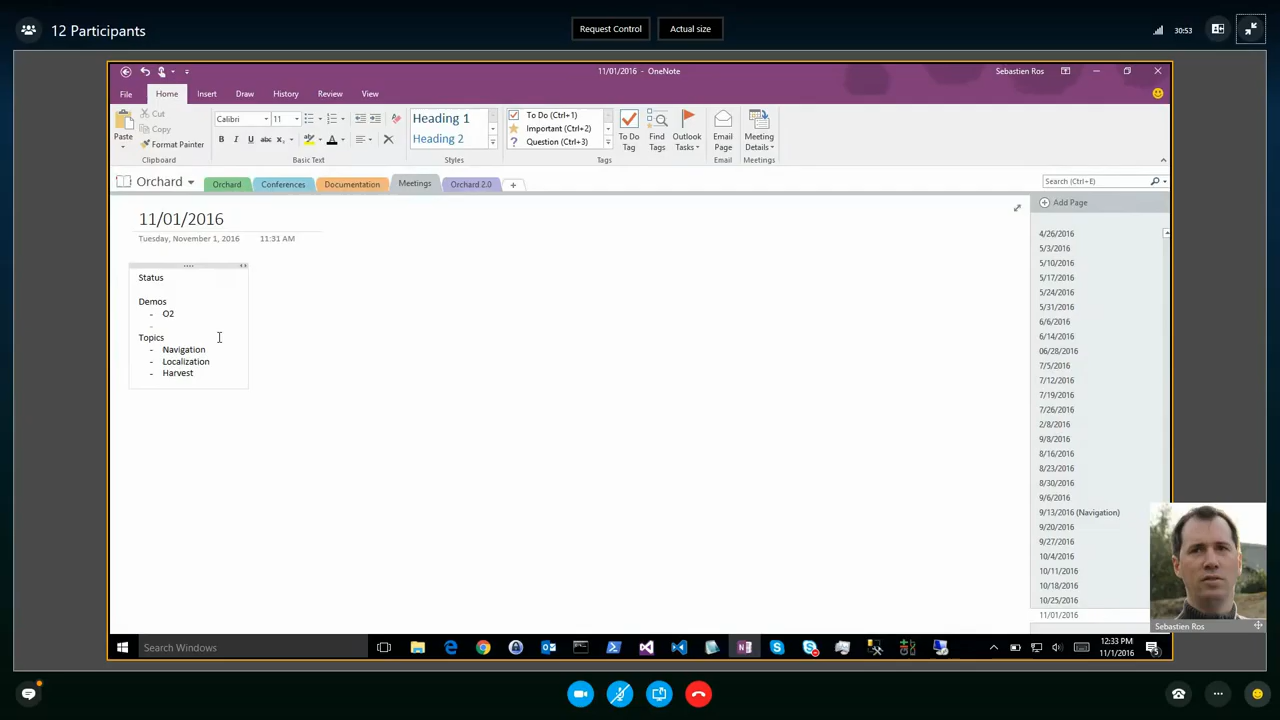 12 Participants
Request Control
Actual size
30:53
11/01/2016 - OneNote
Sebastien Ros
File
Home
Insert
Draw
History
Review
View
Paste
Cut
Copy
Format Painter
Clipboard
Calibri
11
B I U abc x₂
A
Basic Text
Heading 1
Heading 2
Styles
To Do (Ctrl+1)
Important (Ctrl+2)
? Question (Ctrl+3)
Tags
To Do Tag
Find Tags
Outlook Tasks
Email Page
Email
Meeting Details
Meetings
Orchard
Orchard
Conferences
Documentation
Meetings
Orchard 2.0
Search (Ctrl+E)
11/01/2016
Tuesday, November 1, 2016 11:31 AM
Status
Demos
- O2
-
Topics
- Navigation
- Localization
- Harvest
Add Page
4/26/2016
5/3/2016
5/10/2016
5/17/2016
5/24/2016
5/31/2016
6/6/2016
6/14/2016
06/28/2016
7/5/2016
7/12/2016
7/19/2016
7/26/2016
2/8/2016
9/8/2016
8/16/2016
8/23/2016
8/30/2016
9/6/2016
9/13/2016 (Navigation)
9/20/2016
9/27/2016
10/4/2016
10/11/2016
10/18/2016
10/25/2016
11/01/2016
Sebastien Ros
Search Windows
12:33 PM
11/1/2016